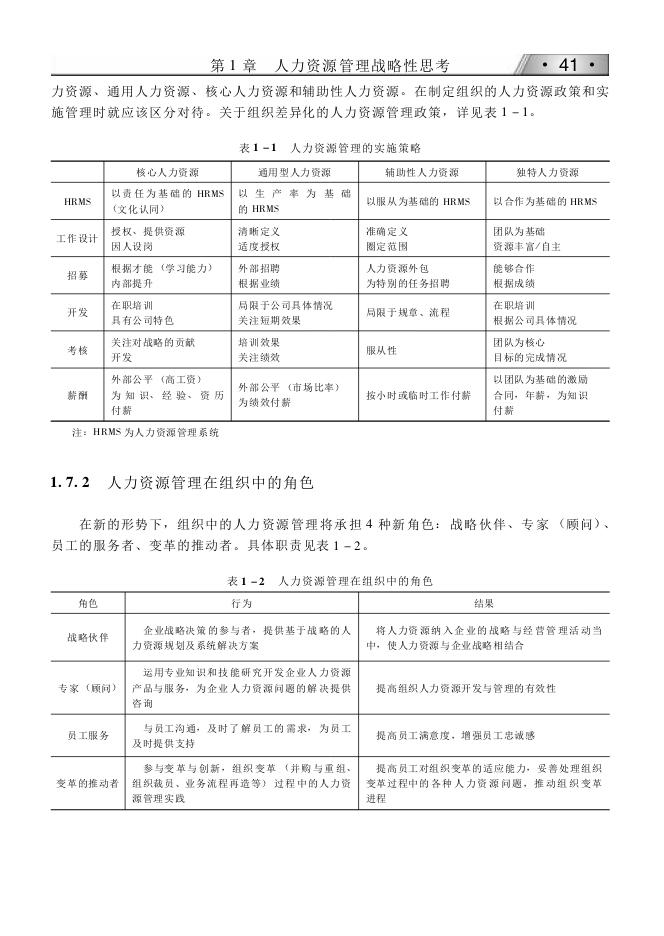 第 1 章 人力资源管理战略性思考
· 41 ·
力资源、通用人力资源、核心人力资源和辅助性人力资源。在制定组织的人力资源政策和实
施管理时就应该区分对待。关于组织差异化的人力资源管理政策，详见表 1－1。
表 1－1 人力资源管理的实施策略
核心人力资源 通用型人力资源 辅助性人力资源 独特人力资源
HRMS
以责任为基础的 HRMS
（文化认同）
以生产率为基础
的 HRMS
以服从为基础的 HRMS
以合作为基础的 HRMS
工作设计
授权、提供资源
因人设岗
清晰定义
适度授权
准确定义
圈定范围
团队为基础
资源丰富/自主
招募
根据才能（学习能力）
内部提升
外部招聘
根据业绩
人力资源外包
为特别的任务招聘
能够合作
根据成绩
开发
在职培训
具有公司特色
局限于公司具体情况
关注短期效果
局限于规章、流程
在职培训
根据公司具体情况
考核
关注对战略的贡献
开发
培训效果
关注绩效
服从性
团队为核心
目标的完成情况
薪酬
外部公平（高工资）
为知识、经验、资历
付薪
外部公平（市场比率）
为绩效付薪
按小时或临时工作付薪
以团队为基础的激励
合同，年薪，为知识
付薪
注：HRMS 为人力资源管理系统
1.7.2 人力资源管理在组织中的角色
在新的形势下，组织中的人力资源管理将承担 4 种新角色：战略伙伴、专家（顾问）、
员工的服务者、变革的推动者。具体职责见表 1－2。
表 1－2 人力资源管理在组织中的角色
角色 行为 结果
战略伙伴
企业战略决策的参与者，提供基于战略的人
力资源规划及系统解决方案
将人力资源纳入企业的战略与经营管理活动当
中，使人力资源与企业战略相结合
专家（顾问）
运用专业知识和技能研究开发企业人力资源
产品与服务，为企业人力资源问题的解决提供
咨询
提高组织人力资源开发与管理的有效性
员工服务
与员工沟通，及时了解员工的需求，为员工
及时提供支持
提高员工满意度，增强员工忠诚感
变革的推动者
参与变革与创新，组织变革（并购与重组、
组织裁员、业务流程再造等）过程中的人力资
源管理实践
提高员工对组织变革的适应能力，妥善处理组织
变革过程中的各种人力资源问题，推动组织变革
进程